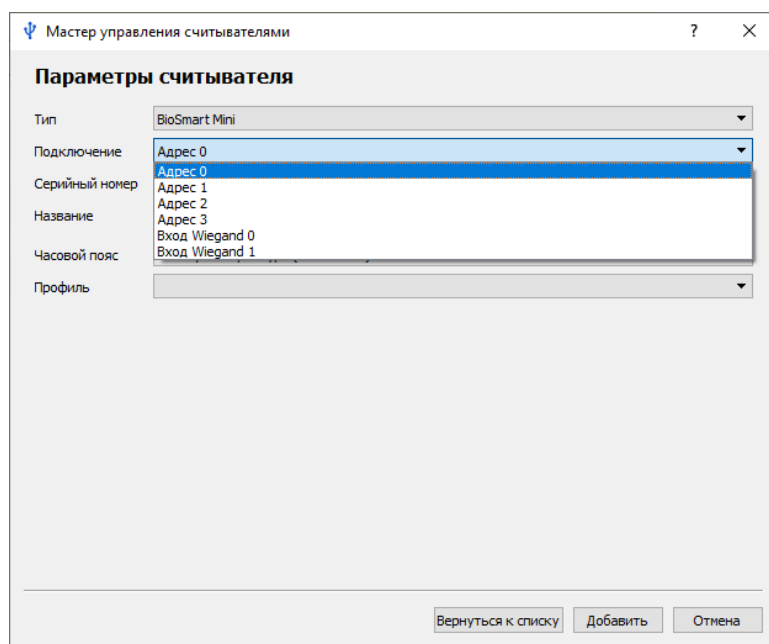 Мастер управления считывателями
?
Параметры считывателя
Тип
BioSmart Mini
Подключение
Адрес 0
Адрес 0
Серийный номер
Адрес 1
Адрес 2
Название
Адрес 3
Вход Wiegand 0
Часовой пояс
Вход Wiegand 1
Профиль
Вернуться к списку
Добавить
Отмена